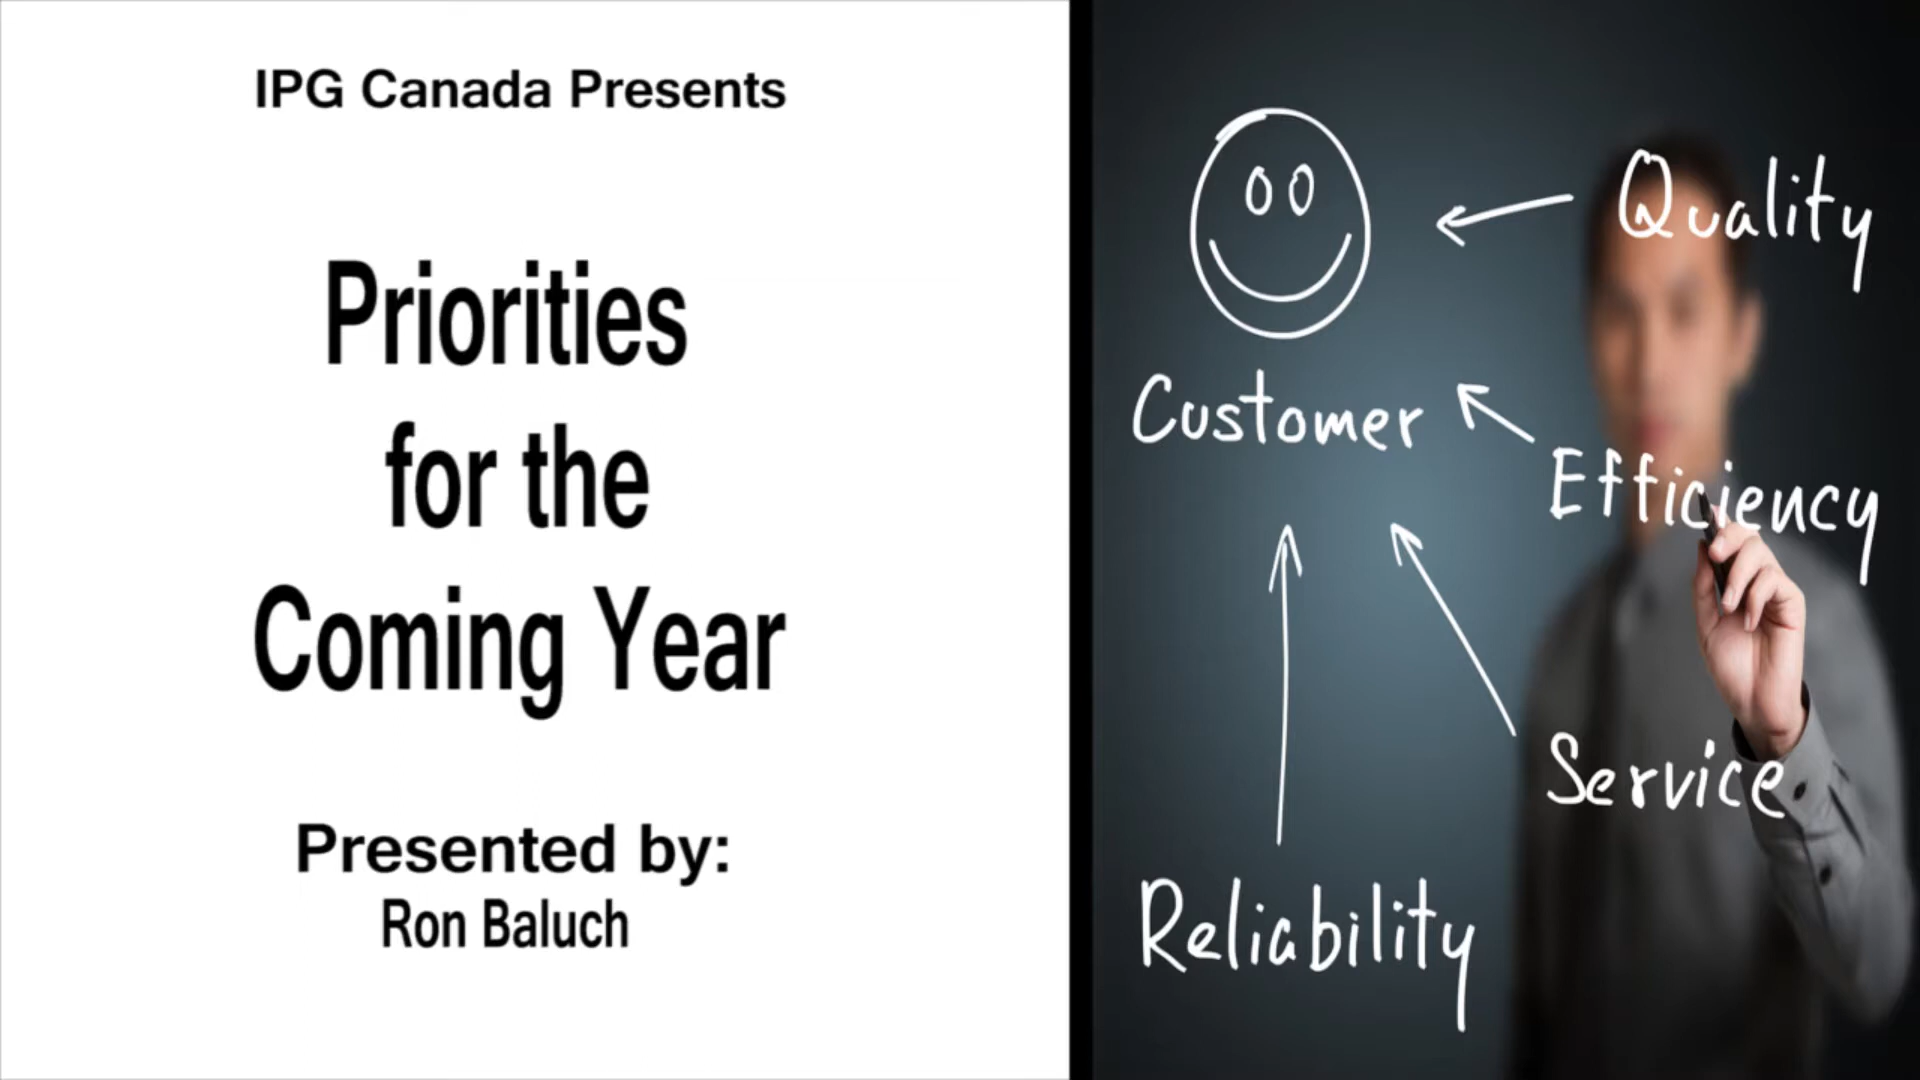 IPG Canada Presents
Priorities
for the
Coming Year
Presented by:
Ron Baluch
Quality
Customer
Efficiency
Service
Reliability